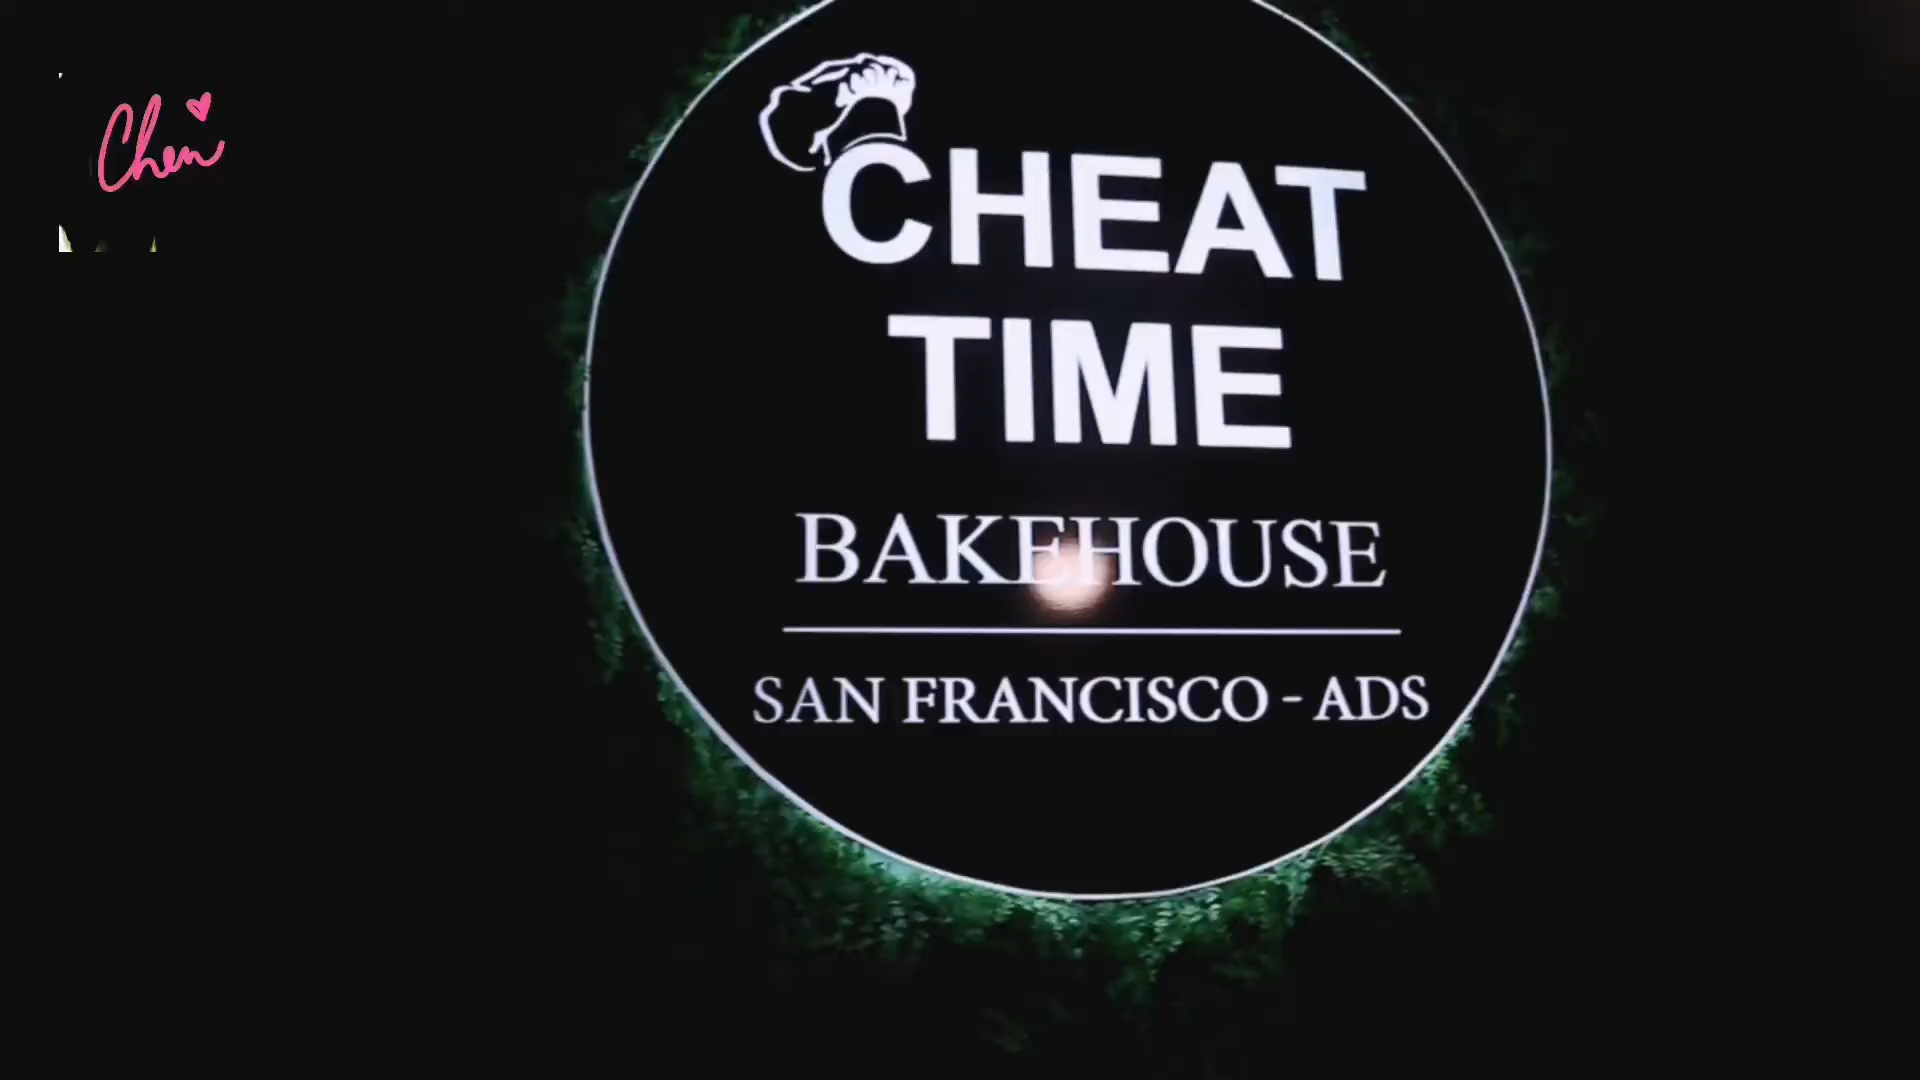 Chen
CHEAT
TIME
BAKEHOUSE
SAN FRANCISCO - ADS